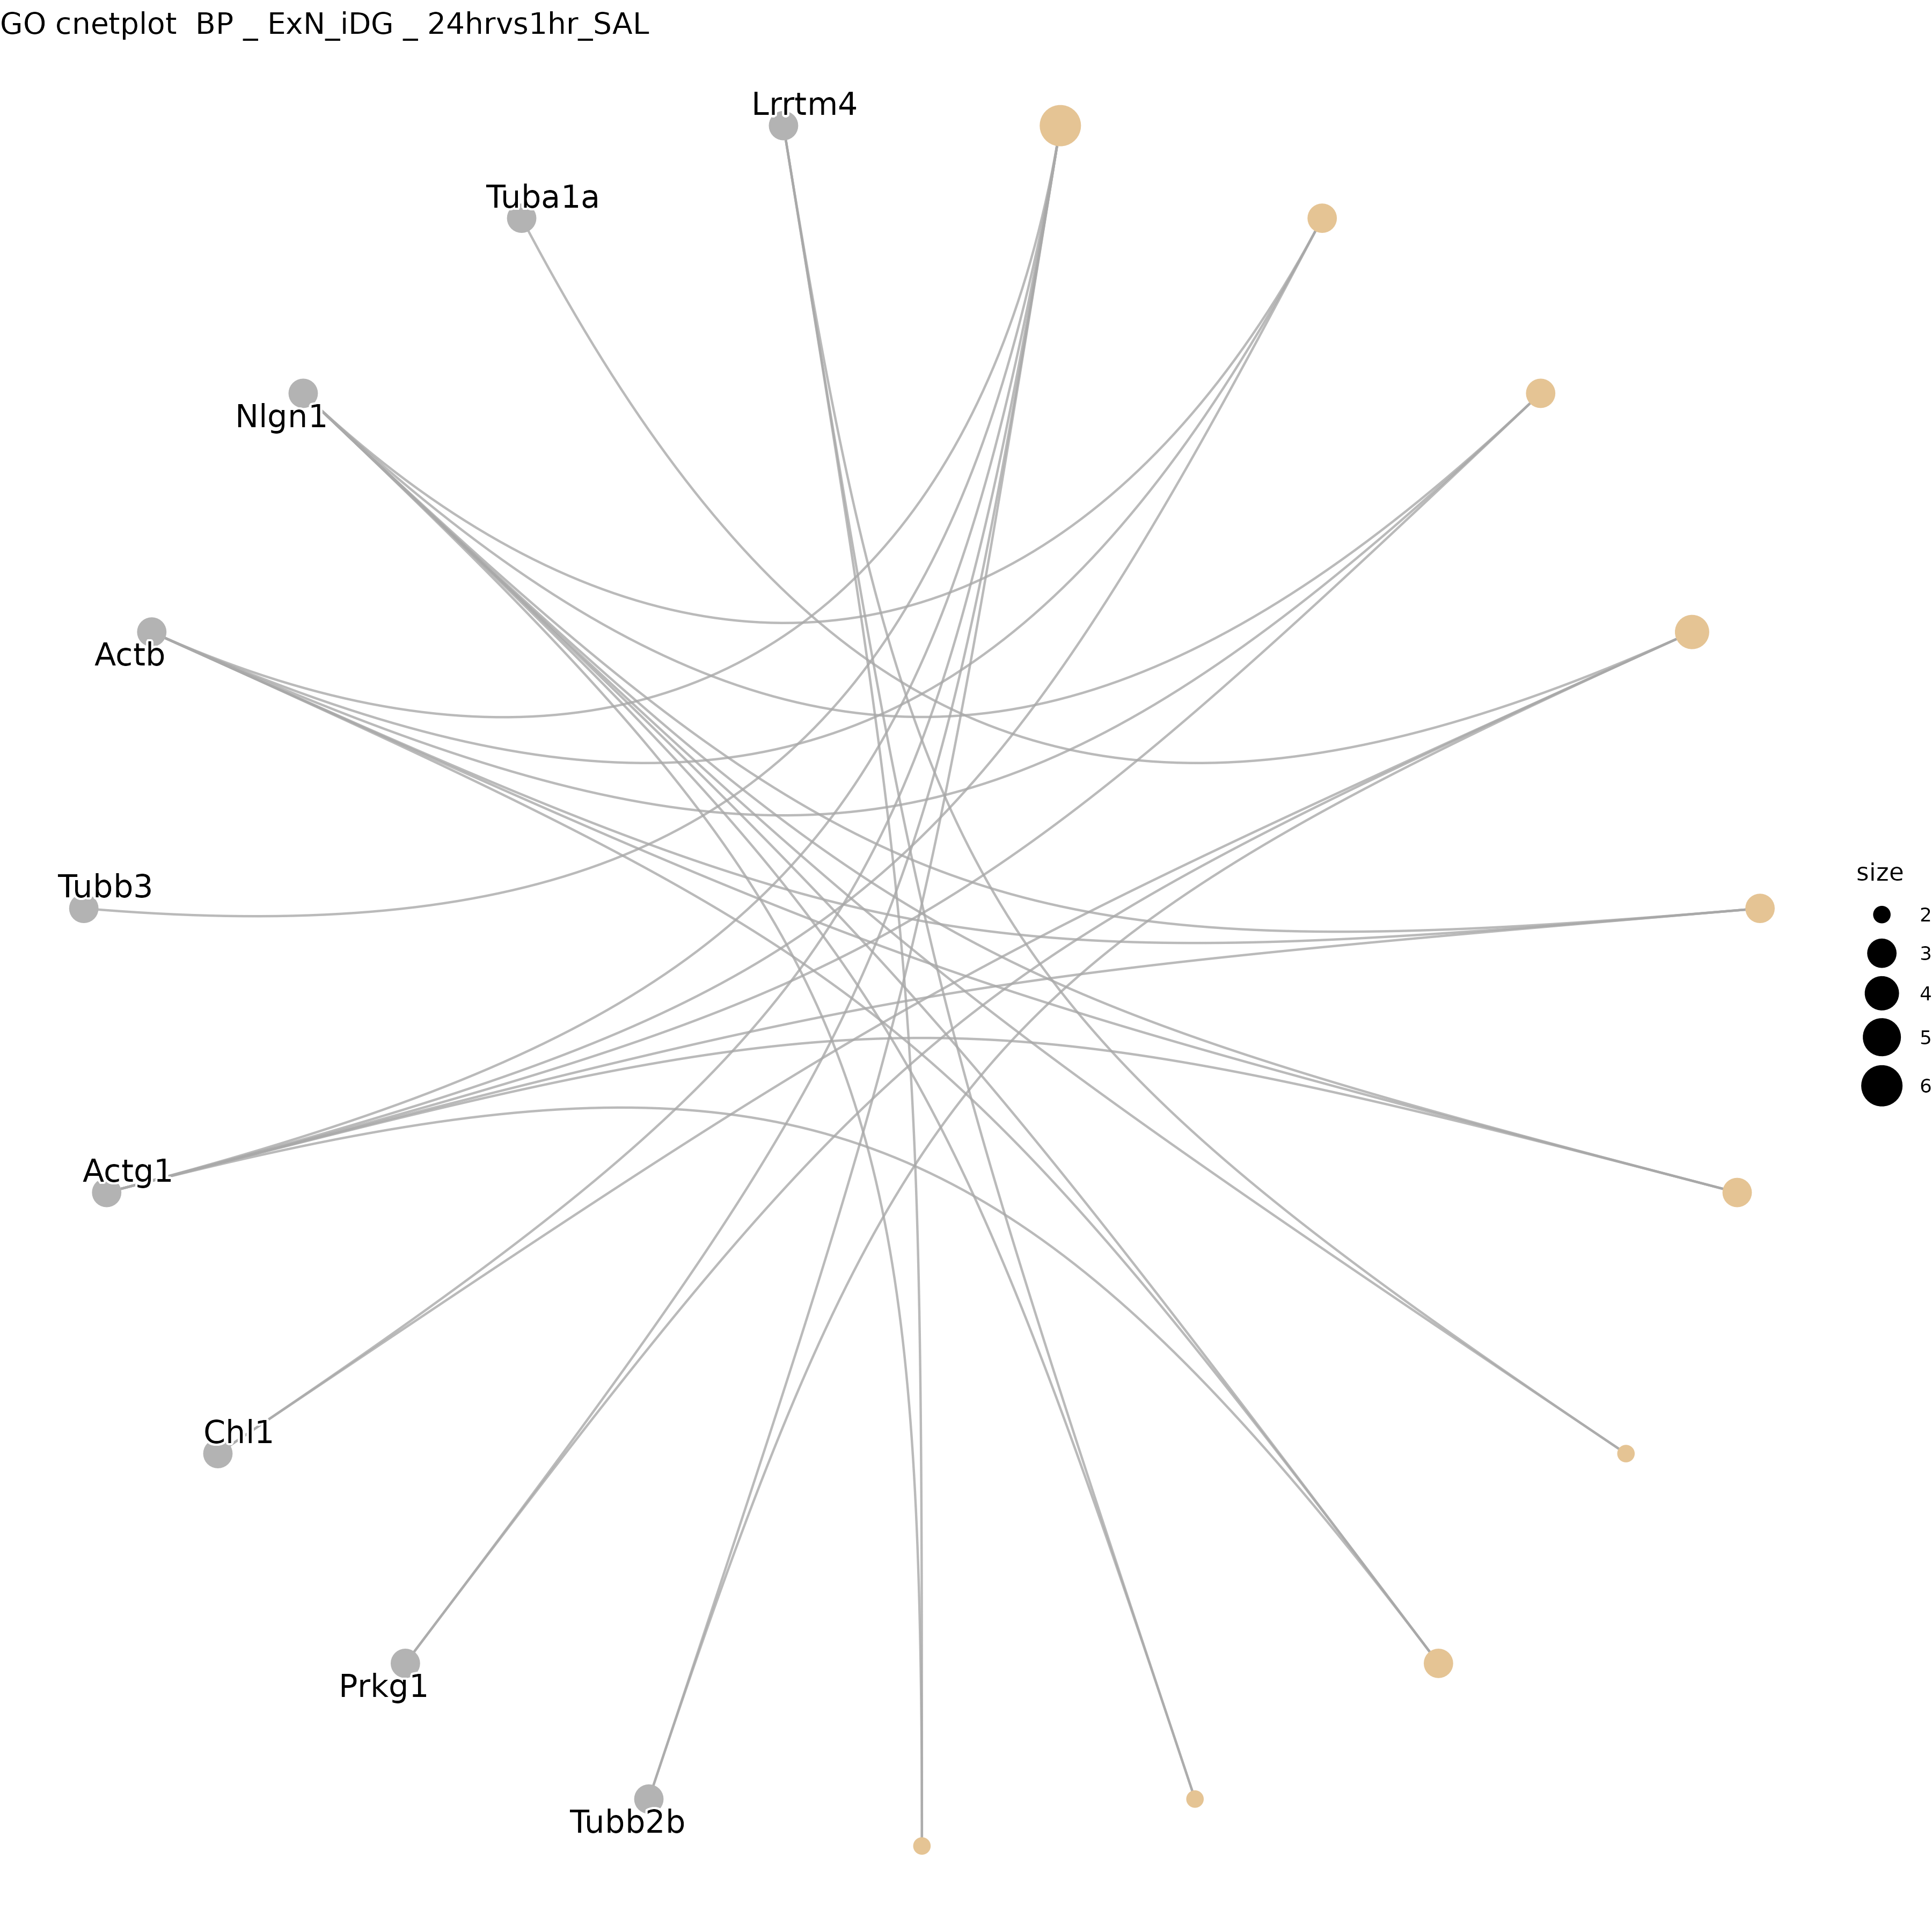 GO cnetplot  BP _ ExN_iDG _ 24hrvs1hr_SAL
Lrrtm4
Tuba1a
Nlgn1
Actb
Tubb3
Actg1
Chl1
Prkg1
Tubb2b
size
2
3
4
5
6